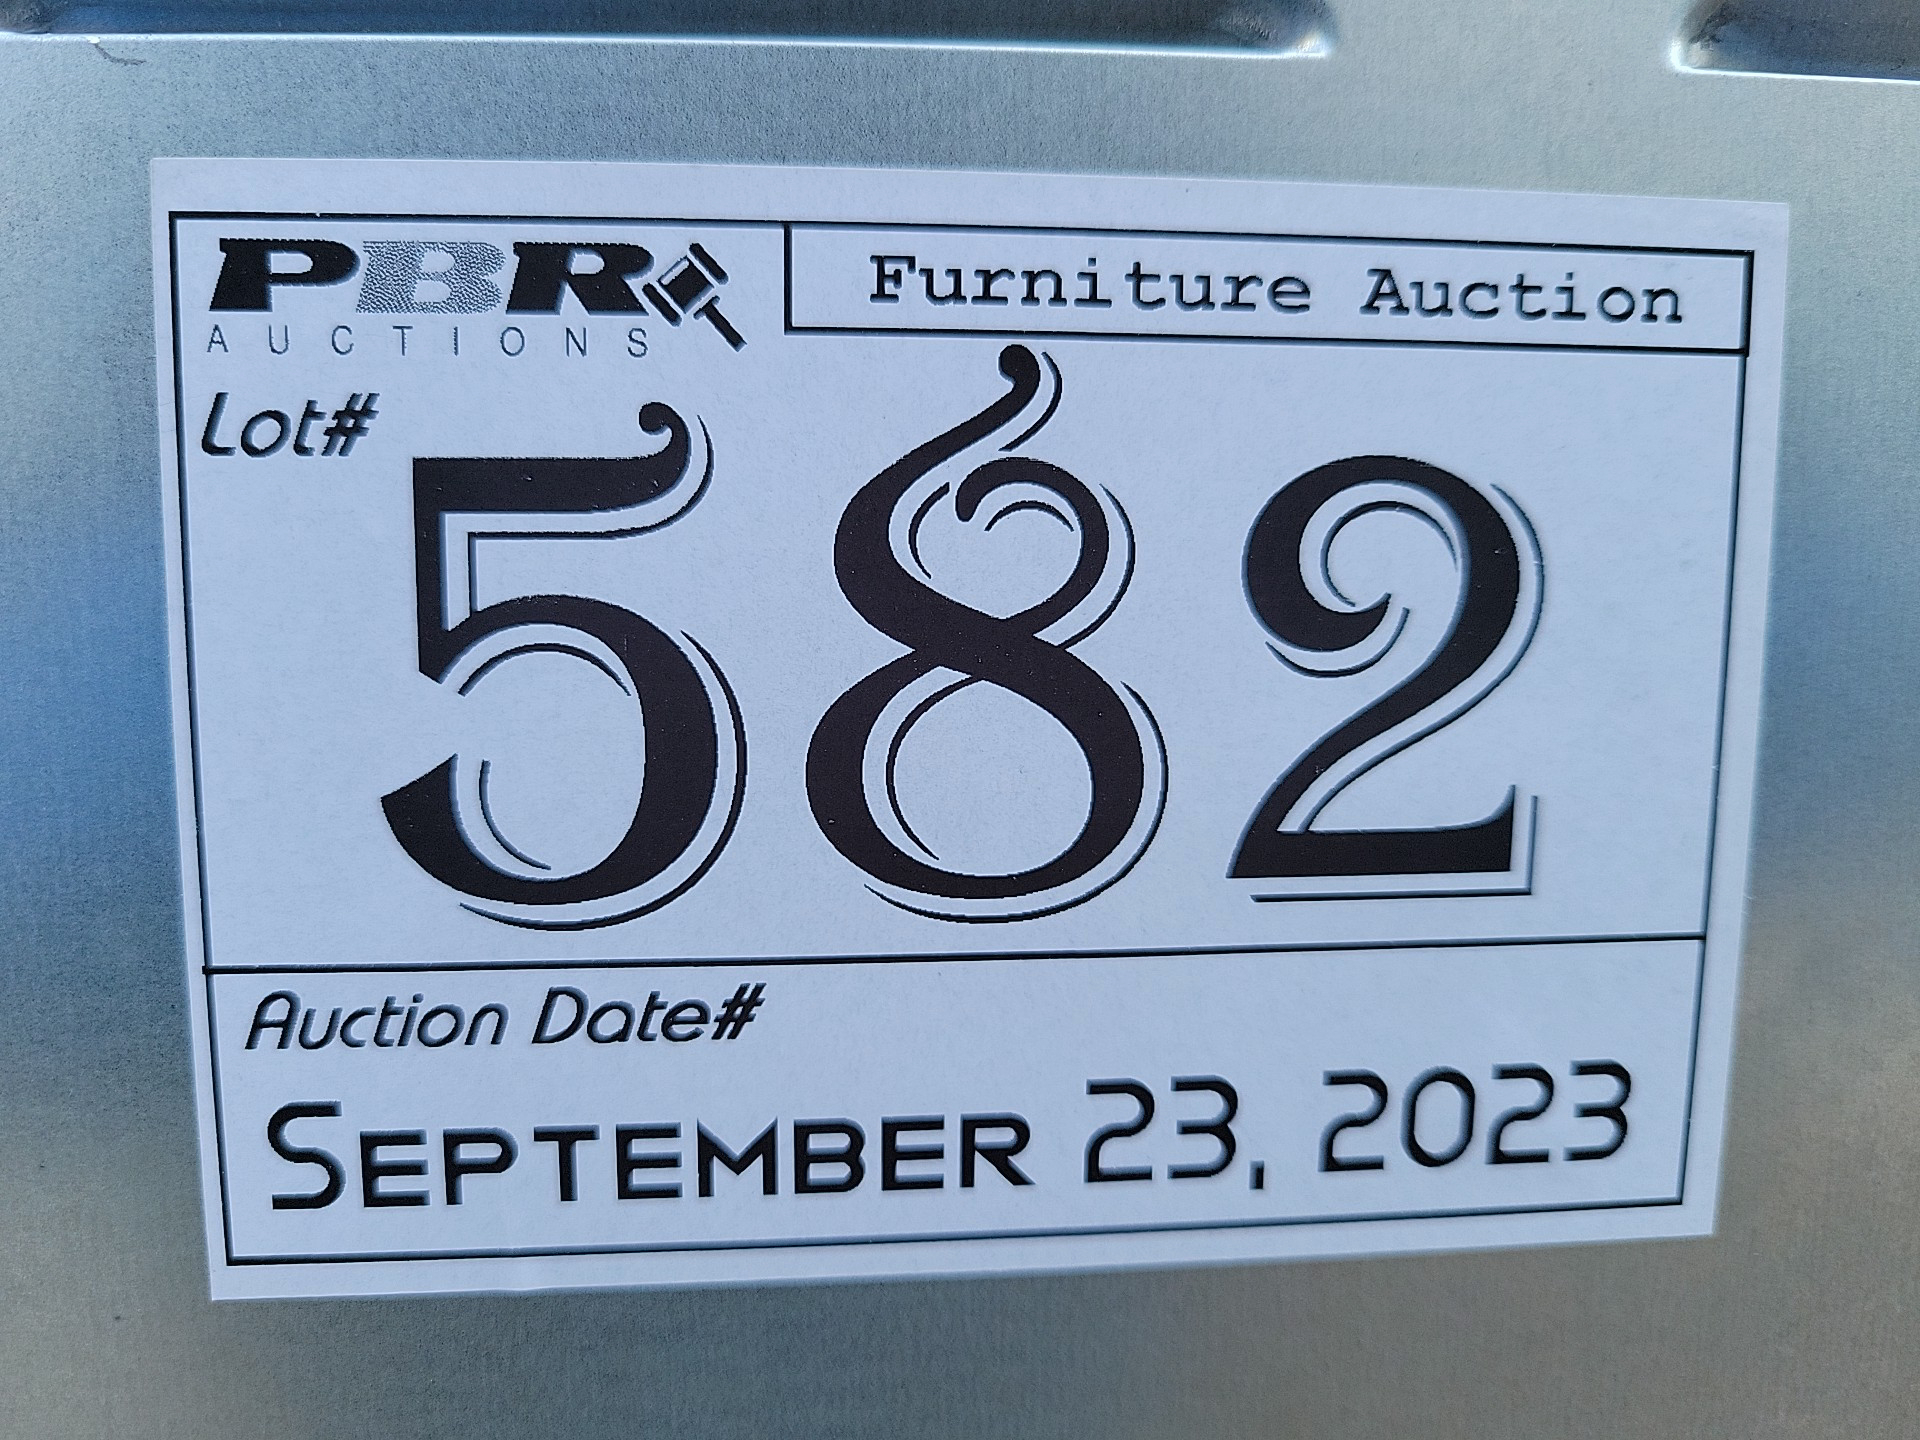 PBR
AUCTIONS
Furniture Auction
Lot#
582
Auction Date#
SEPTEMBER 23, 2023